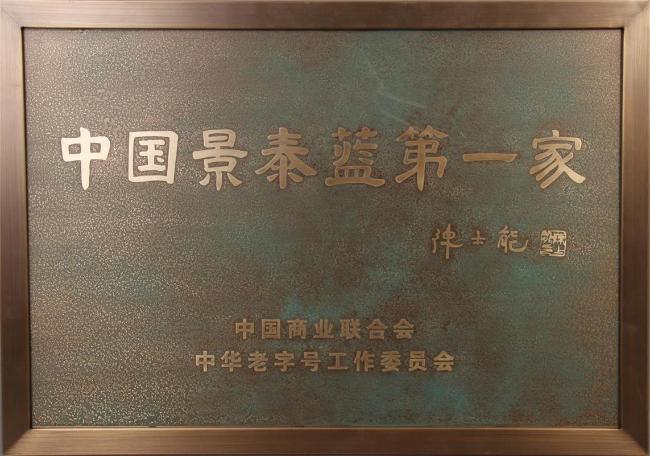 中国景泰蓝第一家
陈士能
中国商业联合会
中华老字号工作委员会